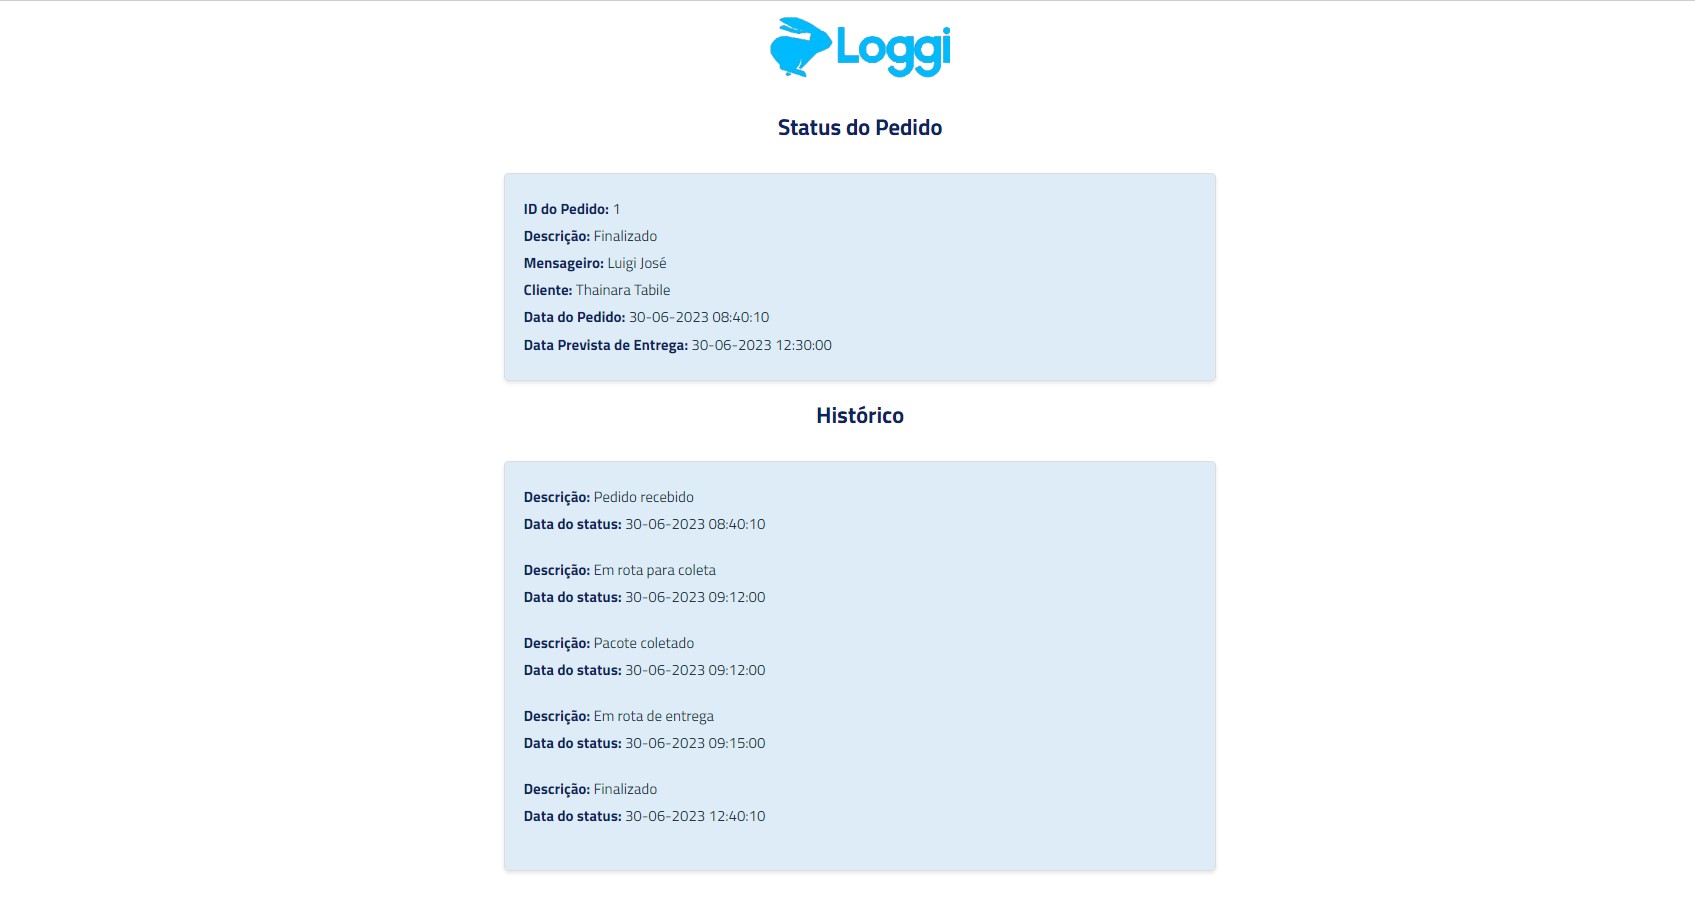 Loggi
Status do Pedido
ID do Pedido: 1
Descrição: Finalizado
Mensageiro: Luigi José
Cliente: Thainara Tabile
Data do Pedido: 30-06-2023 08:40:10
Data Prevista de Entrega: 30-06-2023 12:30:00
Histórico
Descrição: Pedido recebido
Data do status: 30-06-2023 08:40:10
Descrição: Em rota para coleta
Data do status: 30-06-2023 09:12:00
Descrição: Pacote coletado
Data do status: 30-06-2023 09:12:00
Descrição: Em rota de entrega
Data do status: 30-06-2023 09:15:00
Descrição: Finalizado
Data do status: 30-06-2023 12:40:10